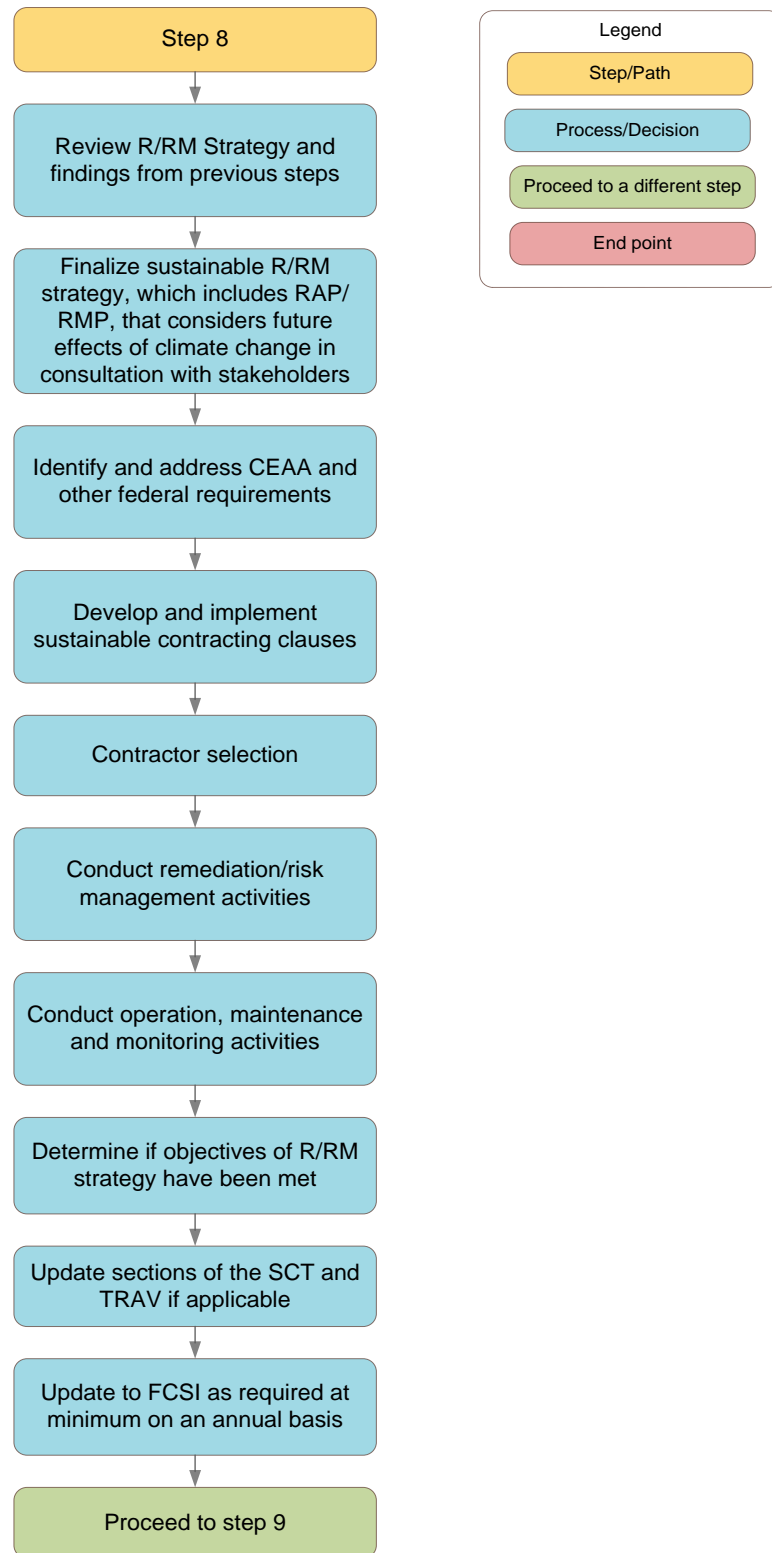 Step 8
Review R/RM Strategy and
findings from previous steps
Finalize sustainable R/RM
strategy, which includes RAP/
RMP, that considers future
effects of climate change in
consultation with stakeholders
Identify and address CEAA and
other federal requirements
Develop and implement
sustainable contracting clauses
Contractor selection
Conduct remediation/risk
management activities
Conduct operation, maintenance
and monitoring activities
Determine if objectives of R/RM
strategy have been met
Update sections of the SCT and
TRAV if applicable
Update to FCSI as required at
minimum on an annual basis
Proceed to step 9
Legend
Step/Path
Process/Decision
Proceed to a different step
End point